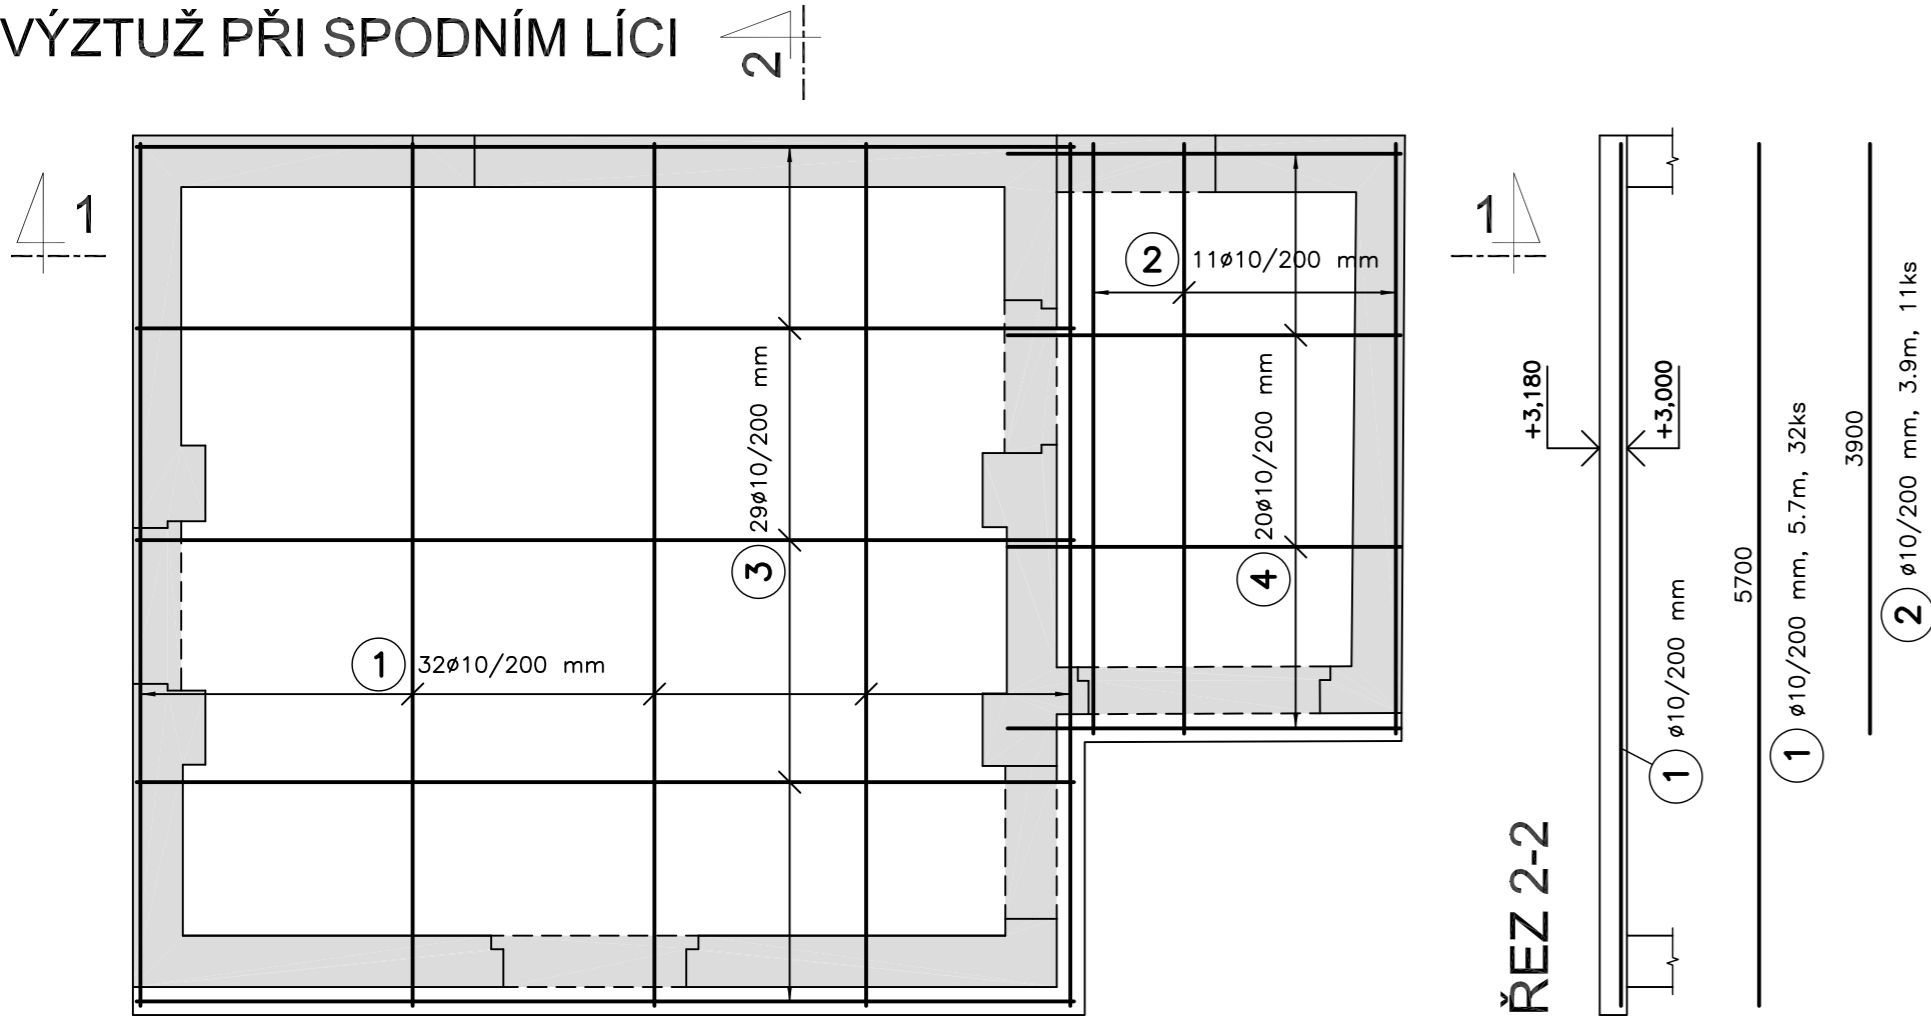 VÝZTUŽ PŘI SPODNÍM LÍCI
2
1
1
2 11ø10/200 mm
3 29ø10/200 mm
4 20ø10/200 mm
1 32ø10/200 mm
+3,180
+3,000
1 ø10/200 mm
ŘEZ 2-2
5700
1 ø10/200 mm, 5.7m, 32ks
3900
2 ø10/200 mm, 3.9m, 11ks